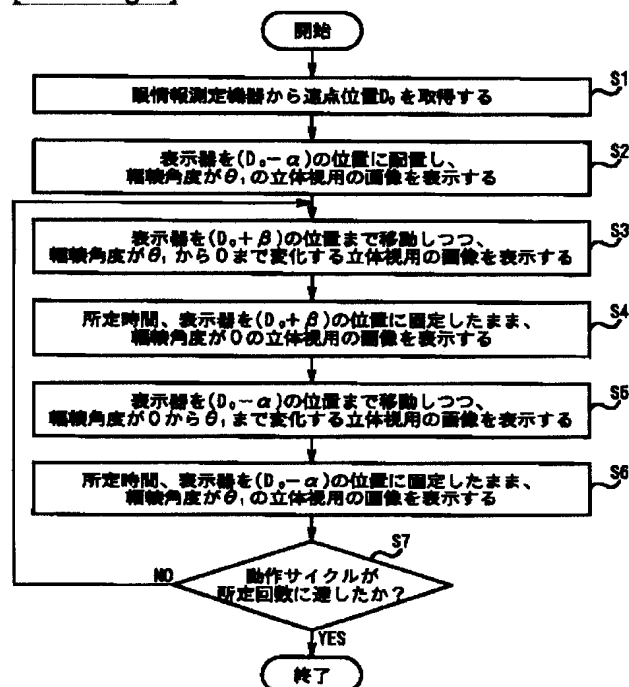 開始
S1
眼情報測定機器から遠点位置D₀を取得する
S2
表示器を(D₀-α)の位置に配置し、
輻輳角度がθ₁の立体視用の画像を表示する
S3
表示器を(D₀+β)の位置まで移動しつつ、
輻輳角度がθ₁から0まで変化する立体視用の画像を表示する
S4
所定時間、表示器を(D₀+β)の位置に固定したまま、
輻輳角度が0の立体視用の画像を表示する
S5
表示器を(D₀-α)の位置まで移動しつつ、
輻輳角度が0からθ₁まで変化する立体視用の画像を表示する
S6
所定時間、表示器を(D₀-α)の位置に固定したまま、
輻輳角度がθ₁の立体視用の画像を表示する
S7
動作サイクルが
所定回数に達したか?
NO
YES
終了